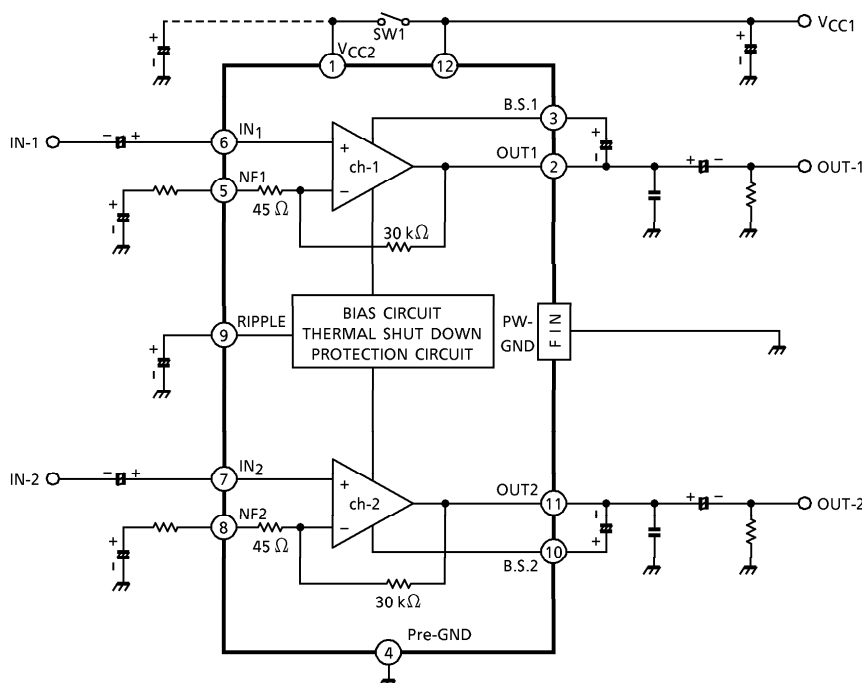 +
-
SW1
VCC1
+
-
VCC2
1
12
B.S.1
3
IN-1
- +
6
IN1
+
ch-1
-
OUT1
2
+
-
+ -
OUT-1
+
-
5
NF1
45 Ω
30 kΩ
+
-
9
RIPPLE
BIAS CIRCUIT
THERMAL SHUT DOWN
PROTECTION CIRCUIT
PW-
GND
FIN
IN-2
- +
7
IN2
+
ch-2
-
OUT2
11
-
+
+ -
OUT-2
+
-
8
NF2
45 Ω
10
B.S.2
30 kΩ
Pre-GND
4